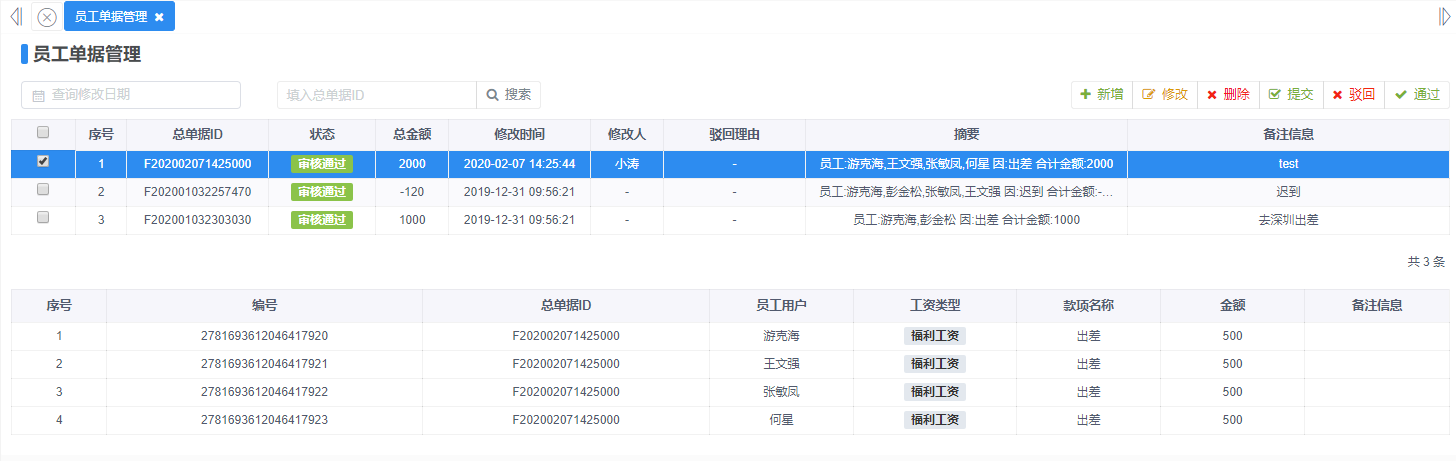 员工单据管理
员工单据管理
查询修改日期 填入总单据ID 搜索 新增 修改 删除 提交 驳回 通过
序号 总单据ID 状态 总金额 修改时间 修改人 驳回理由 摘要 备注信息
1 F202002071425000 审核通过 2000 2020-02-07 14:25:44 小涛 - 员工:游克海,王文强,张敏凤,何星 因:出差 合计金额:2000 test
2 F202001032257470 审核通过 -120 2019-12-31 09:56:21 - - 员工:游克海,彭金松,张敏凤,王文强 因:迟到 合计金额:-... 迟到
3 F202001032303030 审核通过 1000 2019-12-31 09:56:21 - - 员工:游克海,彭金松 因:出差 合计金额:1000 去深圳出差
共 3 条
序号 编号 总单据ID 员工用户 工资类型 款项名称 金额 备注信息
1 2781693612046417920 F202002071425000 游克海 福利工资 出差 500
2 2781693612046417921 F202002071425000 王文强 福利工资 出差 500
3 2781693612046417922 F202002071425000 张敏凤 福利工资 出差 500
4 2781693612046417923 F202002071425000 何星 福利工资 出差 500